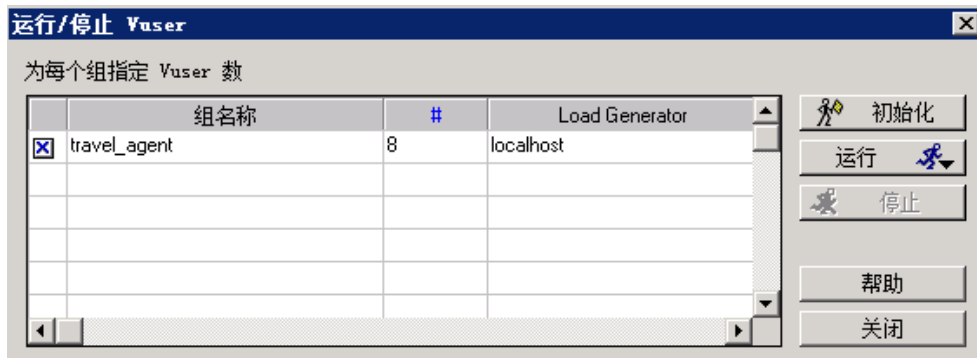 运行/停止 Vuser
为每个组指定 Vuser 数
组名称 # Load Generator
travel_agent 8 localhost
初始化
运行
停止
帮助
关闭